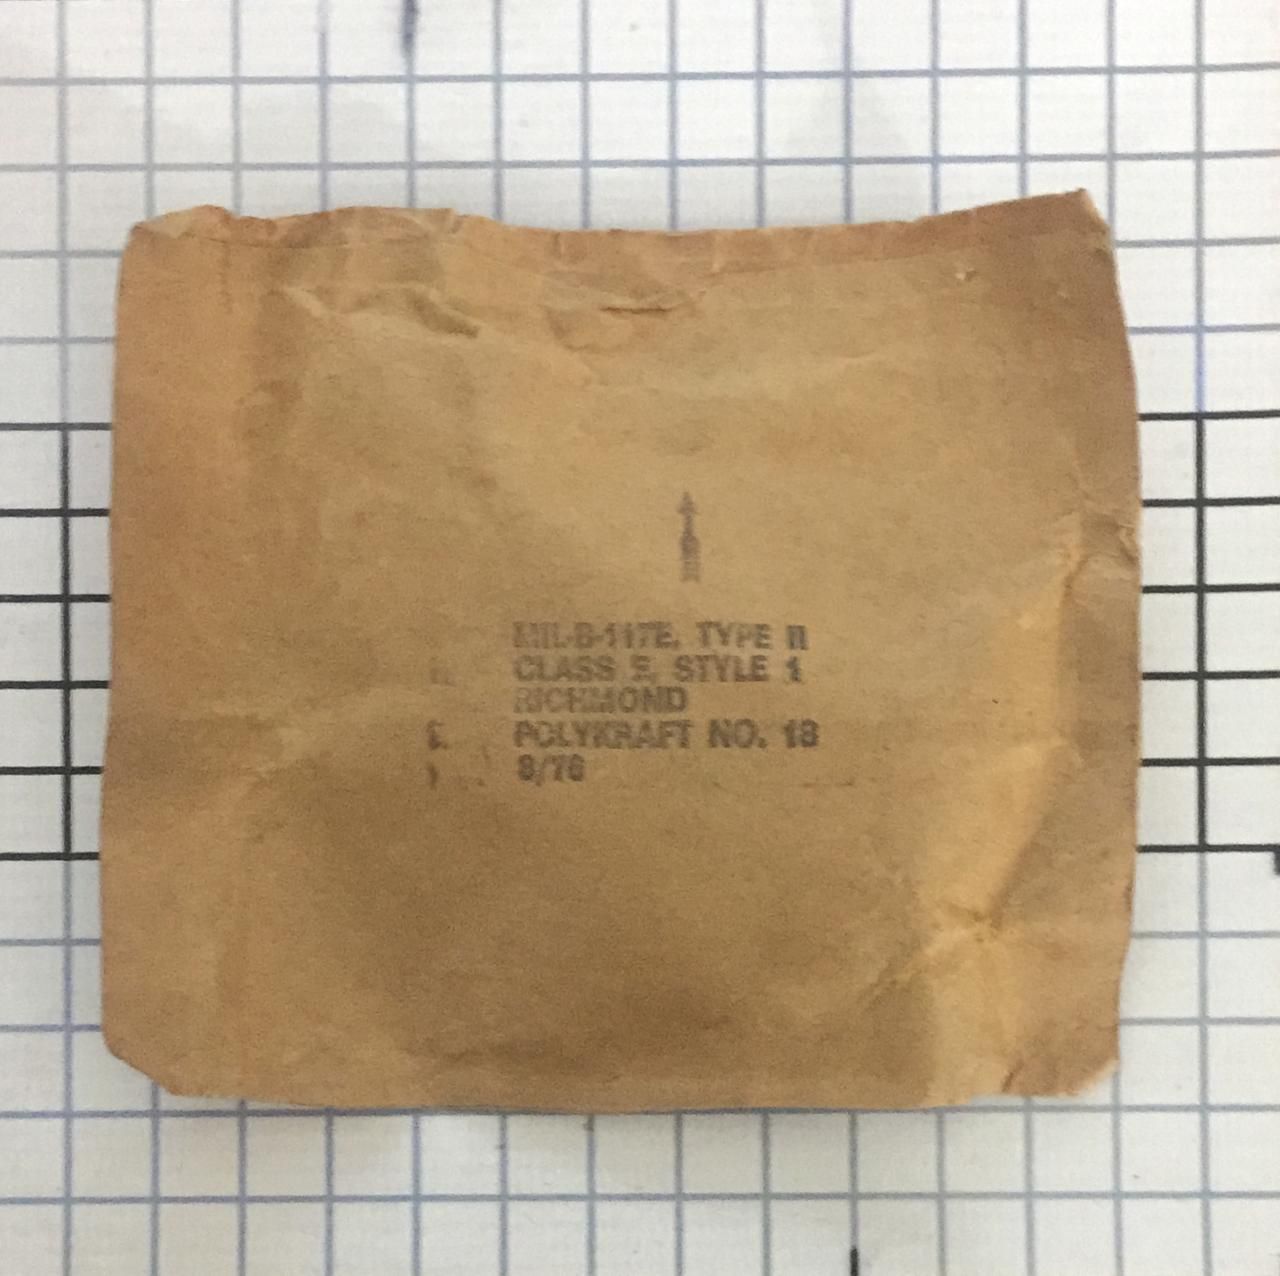 MIL-B-117E, TYPE II
CLASS E, STYLE 1
RICHMOND
POLYKRAFT NO. 18
8/76